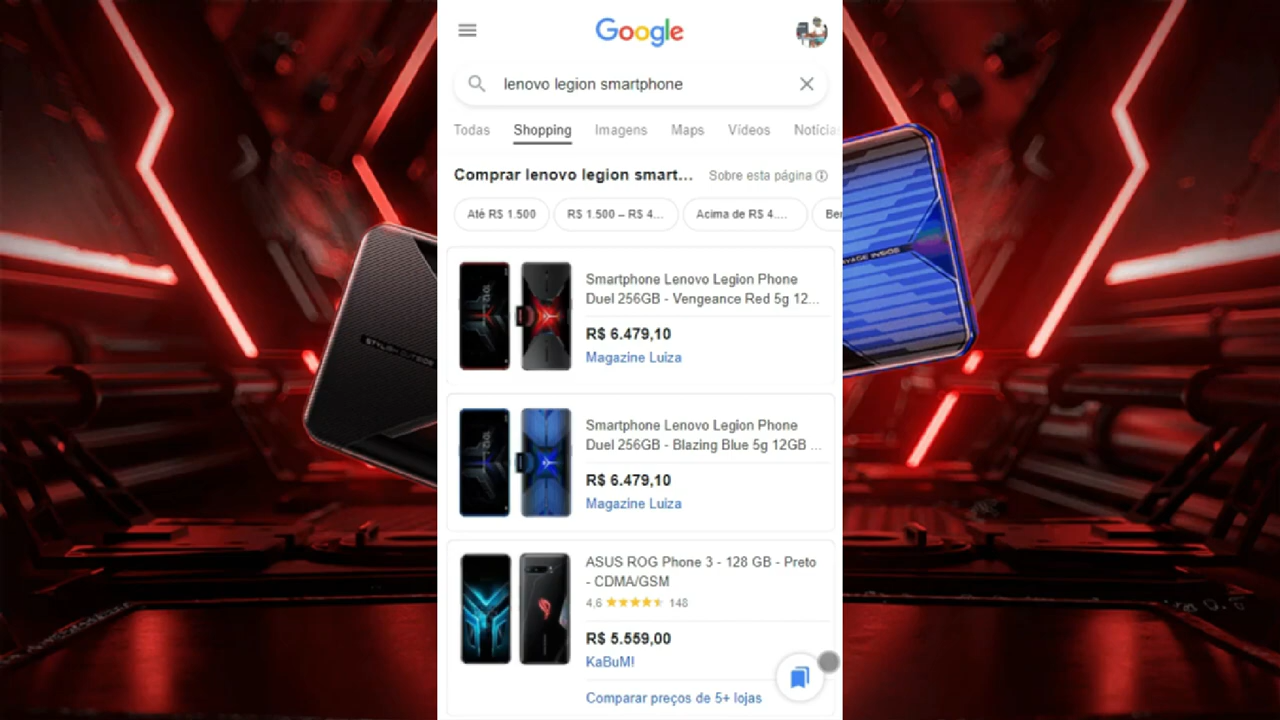 Google
lenovo legion smartphone
Todas Shopping Imagens Maps Vídeos Notícia
Comprar lenovo legion smart... Sobre esta página
Até R$ 1.500 R$ 1.500 – R$ 4... Acima de R$ 4.... Ber
Smartphone Lenovo Legion Phone
Duel 256GB - Vengeance Red 5g 12...
R$ 6.479,10
Magazine Luiza
STYLISH OUTSIDE
Smartphone Lenovo Legion Phone
Duel 256GB - Blazing Blue 5g 12GB ...
R$ 6.479,10
Magazine Luiza
ASUS ROG Phone 3 - 128 GB - Preto
- CDMA/GSM
4,6 148
R$ 5.559,00
KaBuM!
Comparar preços de 5+ lojas